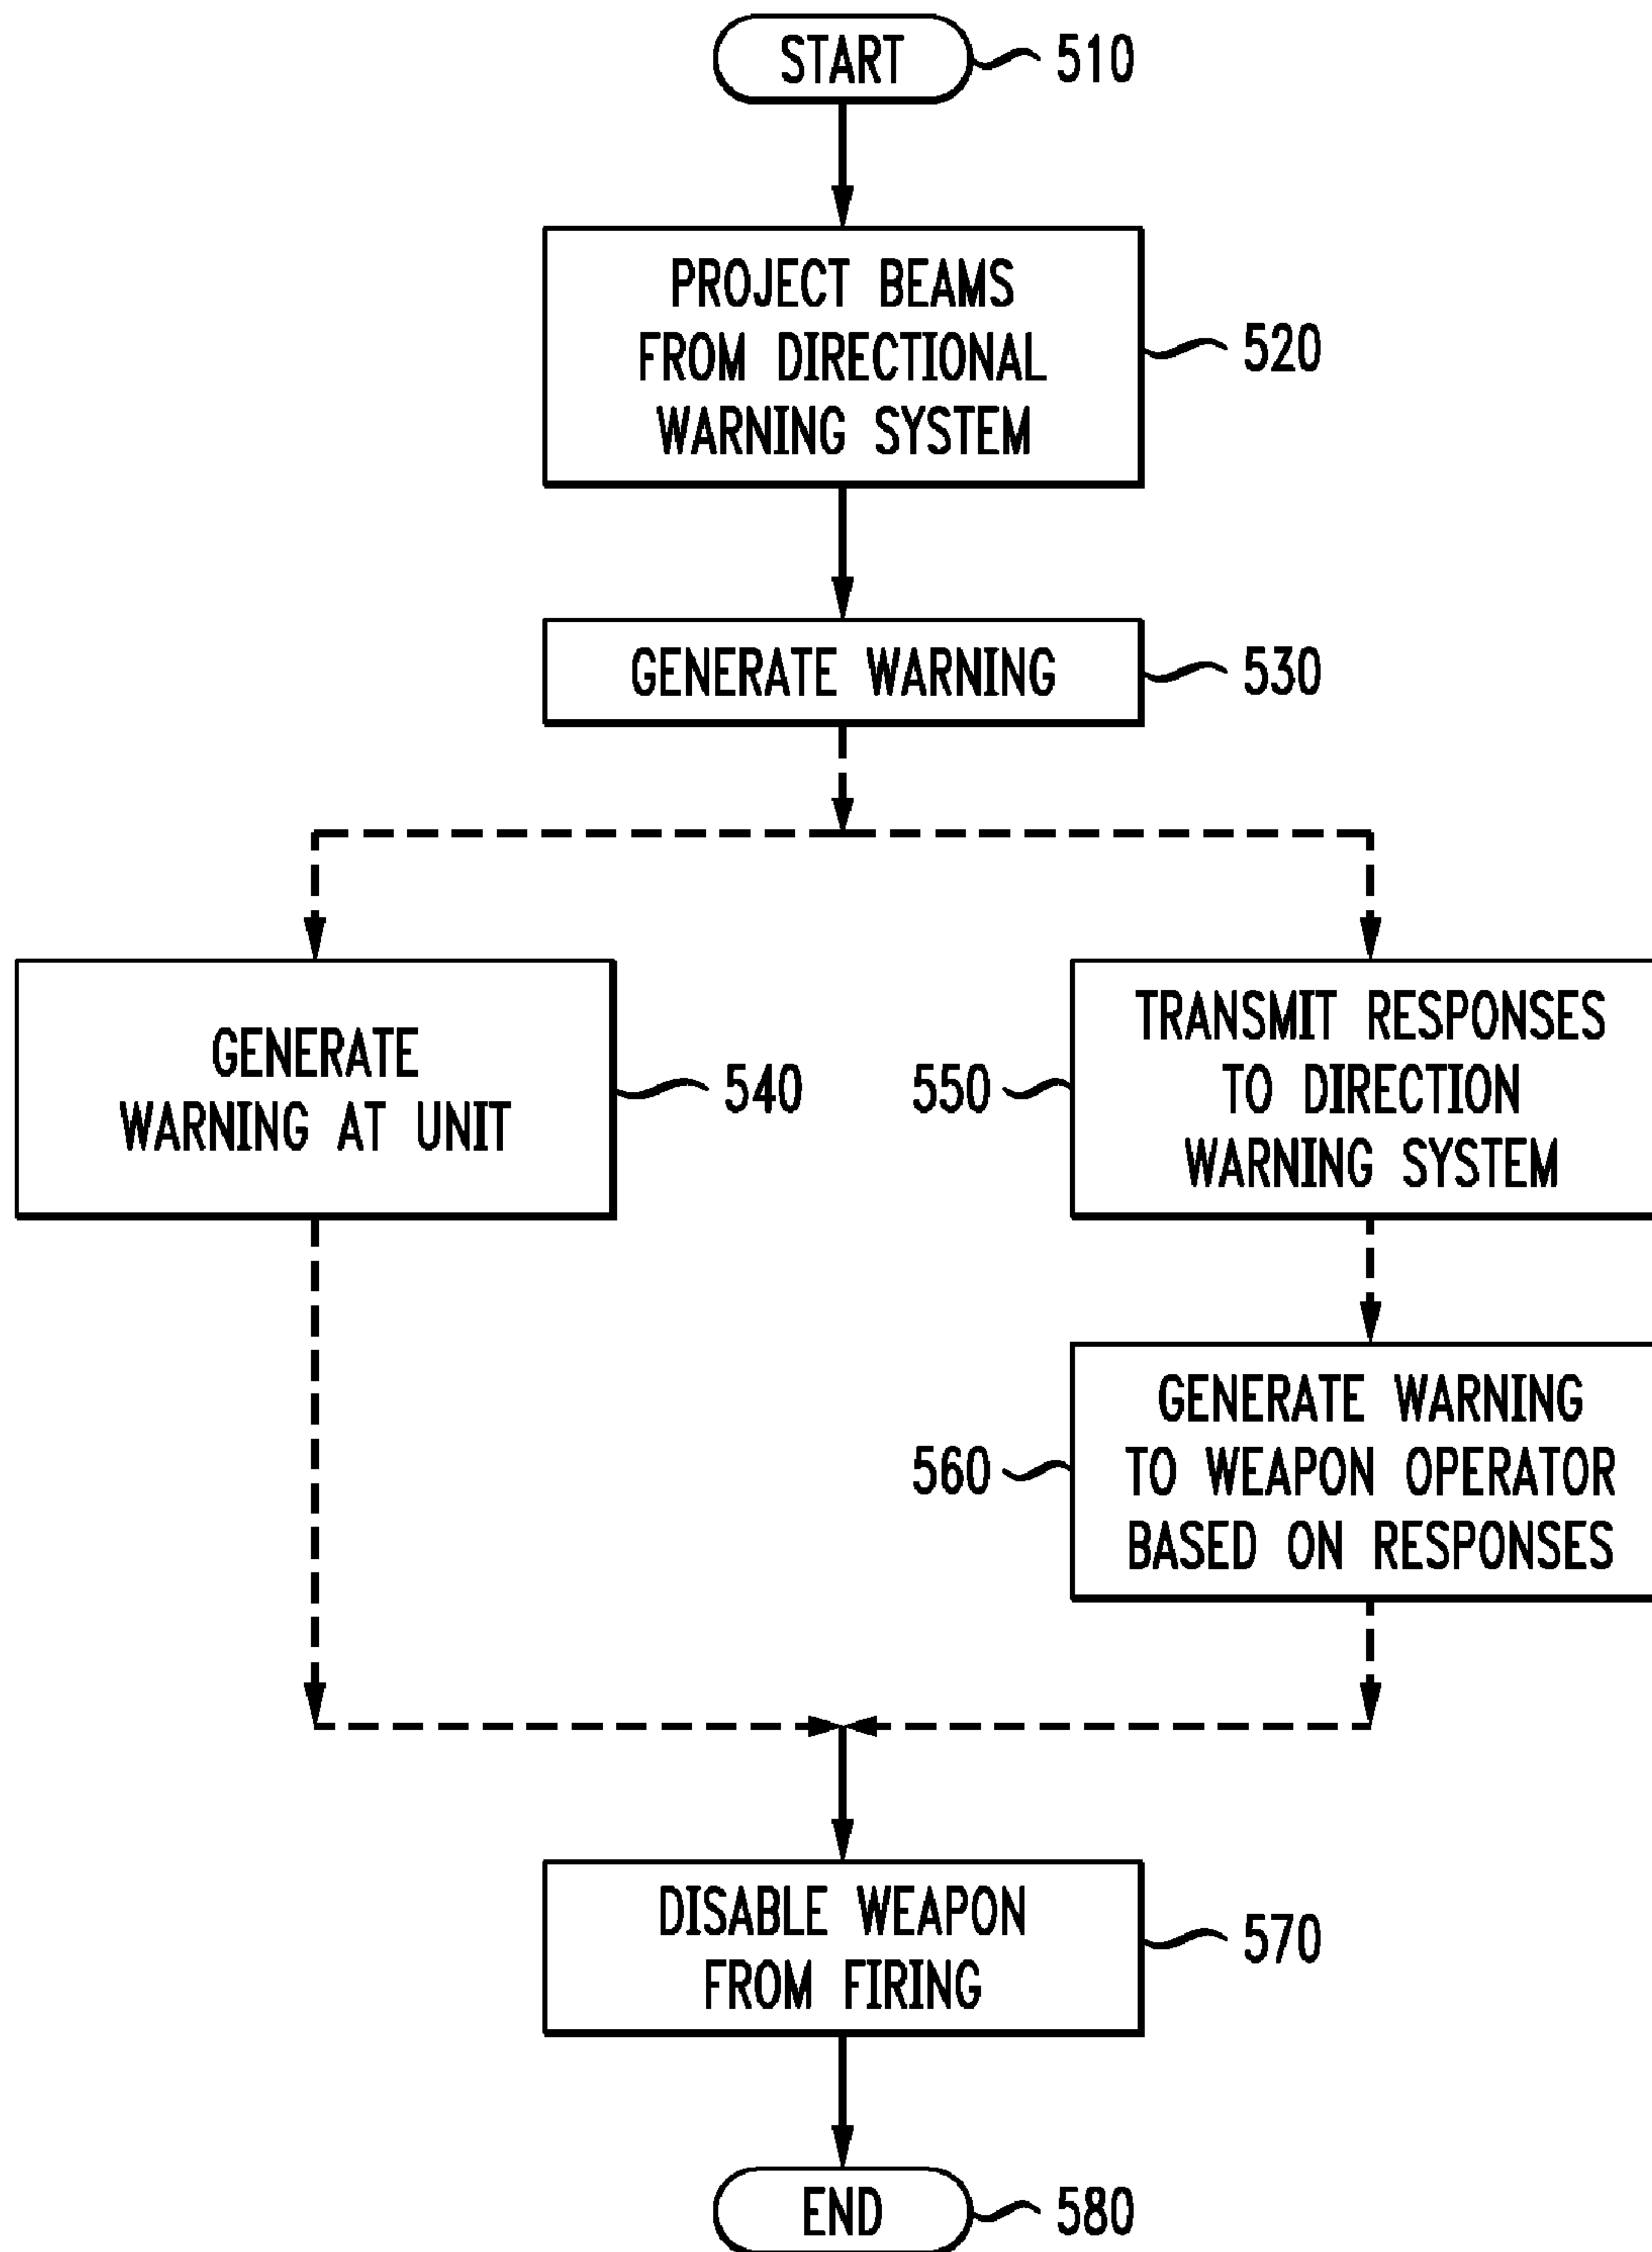 START
510
PROJECT BEAMS
FROM DIRECTIONAL
WARNING SYSTEM
520
GENERATE WARNING
530
GENERATE
WARNING AT UNIT
540
550
TRANSMIT RESPONSES
TO DIRECTION
WARNING SYSTEM
560
GENERATE WARNING
TO WEAPON OPERATOR
BASED ON RESPONSES
DISABLE WEAPON
FROM FIRING
570
END
580